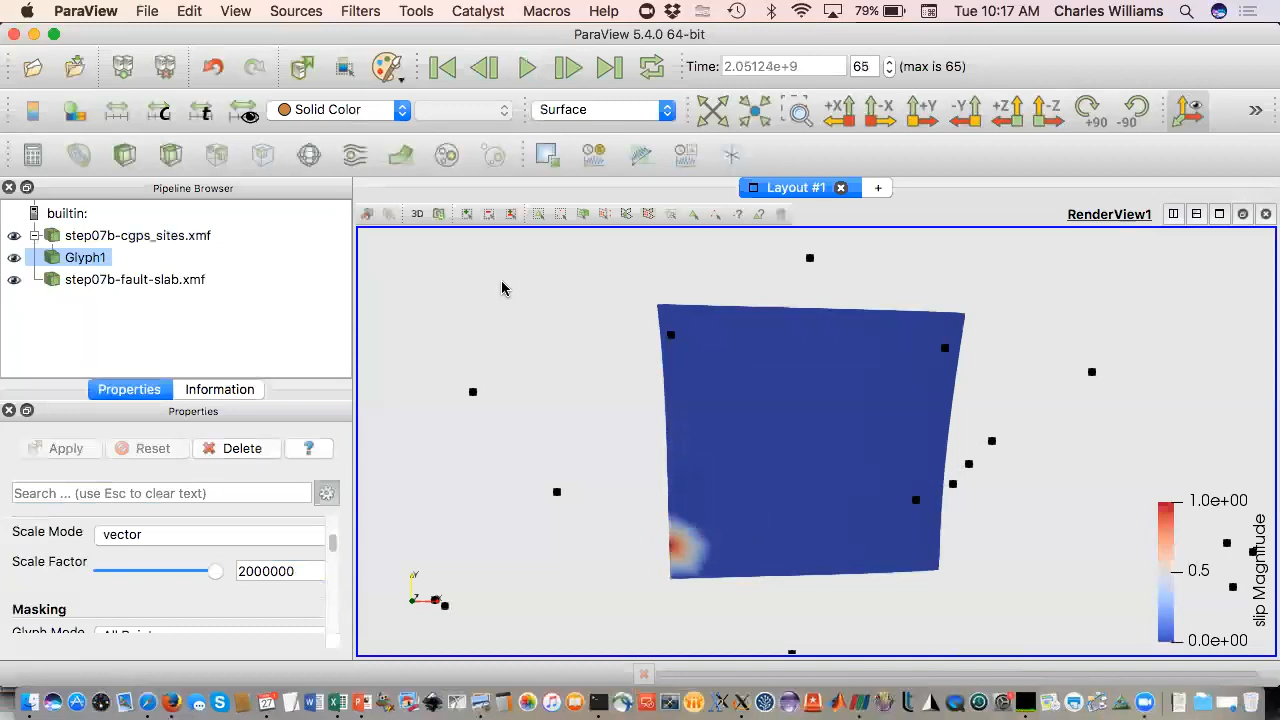 ParaView File Edit View Sources Filters Tools Catalyst Macros Help 79% Tue 10:17 AM Charles Williams
ParaView 5.4.0 64-bit
Time: 2.05124e+9 65 (max is 65)
Solid Color Surface +X -X +Y -Y +Z -Z +90 -90 »
Pipeline Browser Layout #1 +
3D RenderView1
builtin:
step07b-cgps_sites.xmf
Glyph1
step07b-fault-slab.xmf
Properties Information
Properties
Apply Reset Delete ?
Search ... (use Esc to clear text)
Scale Mode vector
Scale Factor 2000000
Masking
Glyph Mode All Points
Y
Z X
1.0e+00
0.5
0.0e+00
slip Magnitude